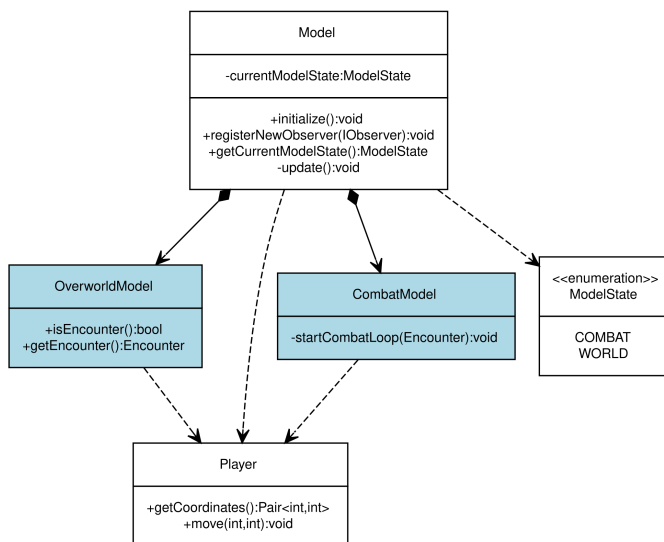 Model
-currentModelState:ModelState
+initialize():void
+registerNewObserver(IObserver):void
+getCurrentModelState():ModelState
-update():void
OverworldModel
+isEncounter():bool
+getEncounter():Encounter
CombatModel
-startCombatLoop(Encounter):void
<<enumeration>>
ModelState
COMBAT
WORLD
Player
+getCoordinates():Pair<int,int>
+move(int,int):void